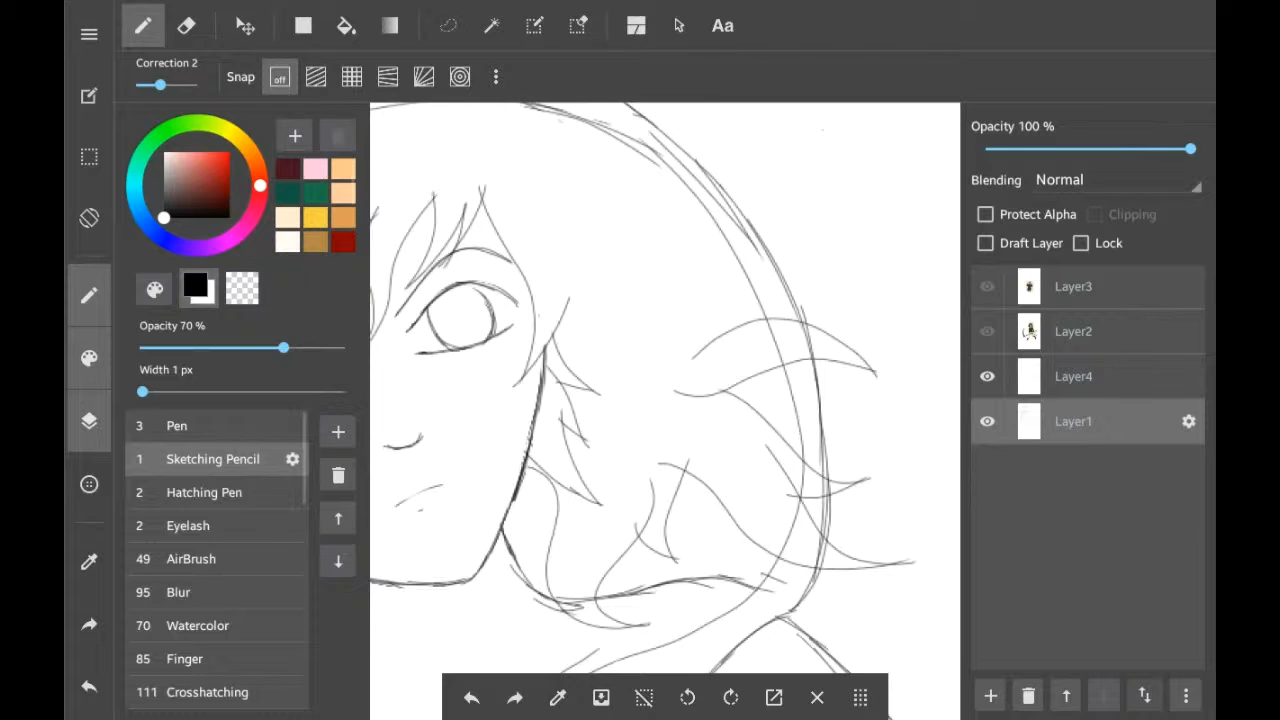 Aa
Correction 2
Snap
off
Opacity 100 %
Blending Normal
Protect Alpha Clipping
Draft Layer Lock
Layer3
Layer2
Layer4
Layer1
Opacity 70 %
Width 1 px
3 Pen
1 Sketching Pencil
2 Hatching Pen
2 Eyelash
49 AirBrush
95 Blur
70 Watercolor
85 Finger
111 Crosshatching